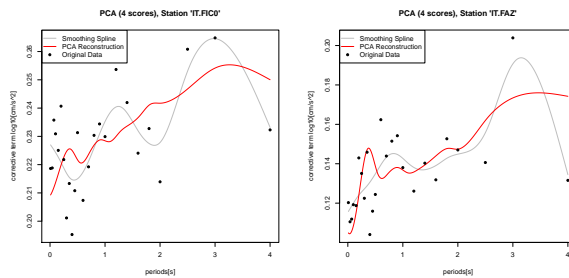 PCA (4 scores), Station 'IT.FIC0'
Smoothing Spline
PCA Reconstruction
Original Data
corrective term log10[cm/s^2]
0.20 0.21 0.22 0.23 0.24 0.25 0.26
0 1 2 3 4
periods[s]
PCA (4 scores), Station 'IT.FAZ'
Smoothing Spline
PCA Reconstruction
Original Data
corrective term log10[cm/s^2]
0.12 0.14 0.16 0.18 0.20
0 1 2 3 4
periods[s]